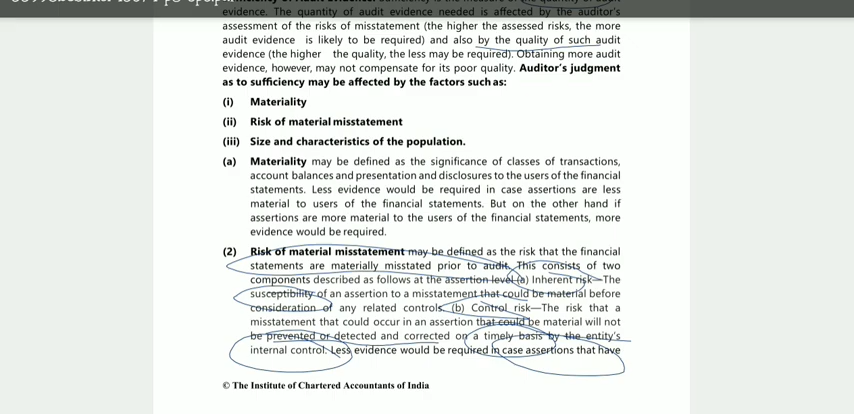 evidence. The quantity of audit evidence needed is affected by the auditor's
assessment of the risks of misstatement (the higher the assessed risks, the more
audit evidence is likely to be required) and also by the quality of such audit
evidence (the higher the quality, the less may be required). Obtaining more audit
evidence, however, may not compensate for its poor quality. Auditor's judgment
as to sufficiency may be affected by the factors such as:
(i) Materiality
(ii) Risk of material misstatement
(iii) Size and characteristics of the population.
(a) Materiality may be defined as the significance of classes of transactions,
account balances and presentation and disclosures to the users of the financial
statements. Less evidence would be required in case assertions are less
material to users of the financial statements. But on the other hand if
assertions are more material to the users of the financial statements, more
evidence would be required.
(2) Risk of material misstatement may be defined as the risk that the financial
statements are materially misstated prior to audit. This consists of two
components described as follows at the assertion level (a) Inherent risk—The
susceptibility of an assertion to a misstatement that could be material before
consideration of any related controls. (b) Control risk—The risk that a
misstatement that could occur in an assertion that could be material will not
be prevented or detected and corrected on a timely basis by the entity's
internal control. Less evidence would be required in case assertions that have
© The Institute of Chartered Accountants of India